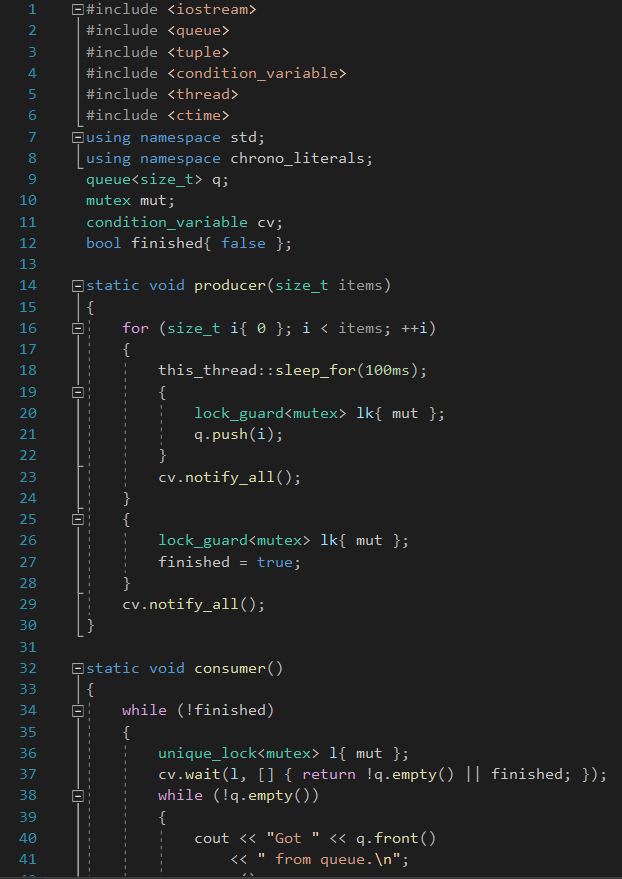 1 #include <iostream>
2 #include <queue>
3 #include <tuple>
4 #include <condition_variable>
5 #include <thread>
6 #include <ctime>
7 using namespace std;
8 using namespace chrono_literals;
9 queue<size_t> q;
10 mutex mut;
11 condition_variable cv;
12 bool finished{ false };
13
14 static void producer(size_t items)
15 {
16 for (size_t i{ 0 }; i < items; ++i)
17 {
18 this_thread::sleep_for(100ms);
19 {
20 lock_guard<mutex> lk{ mut };
21 q.push(i);
22 }
23 cv.notify_all();
24 }
25 {
26 lock_guard<mutex> lk{ mut };
27 finished = true;
28 }
29 cv.notify_all();
30 }
31
32 static void consumer()
33 {
34 while (!finished)
35 {
36 unique_lock<mutex> l{ mut };
37 cv.wait(l, [] { return !q.empty() || finished; });
38 while (!q.empty())
39 {
40 cout << "Got " << q.front()
41 << " from queue.\n";